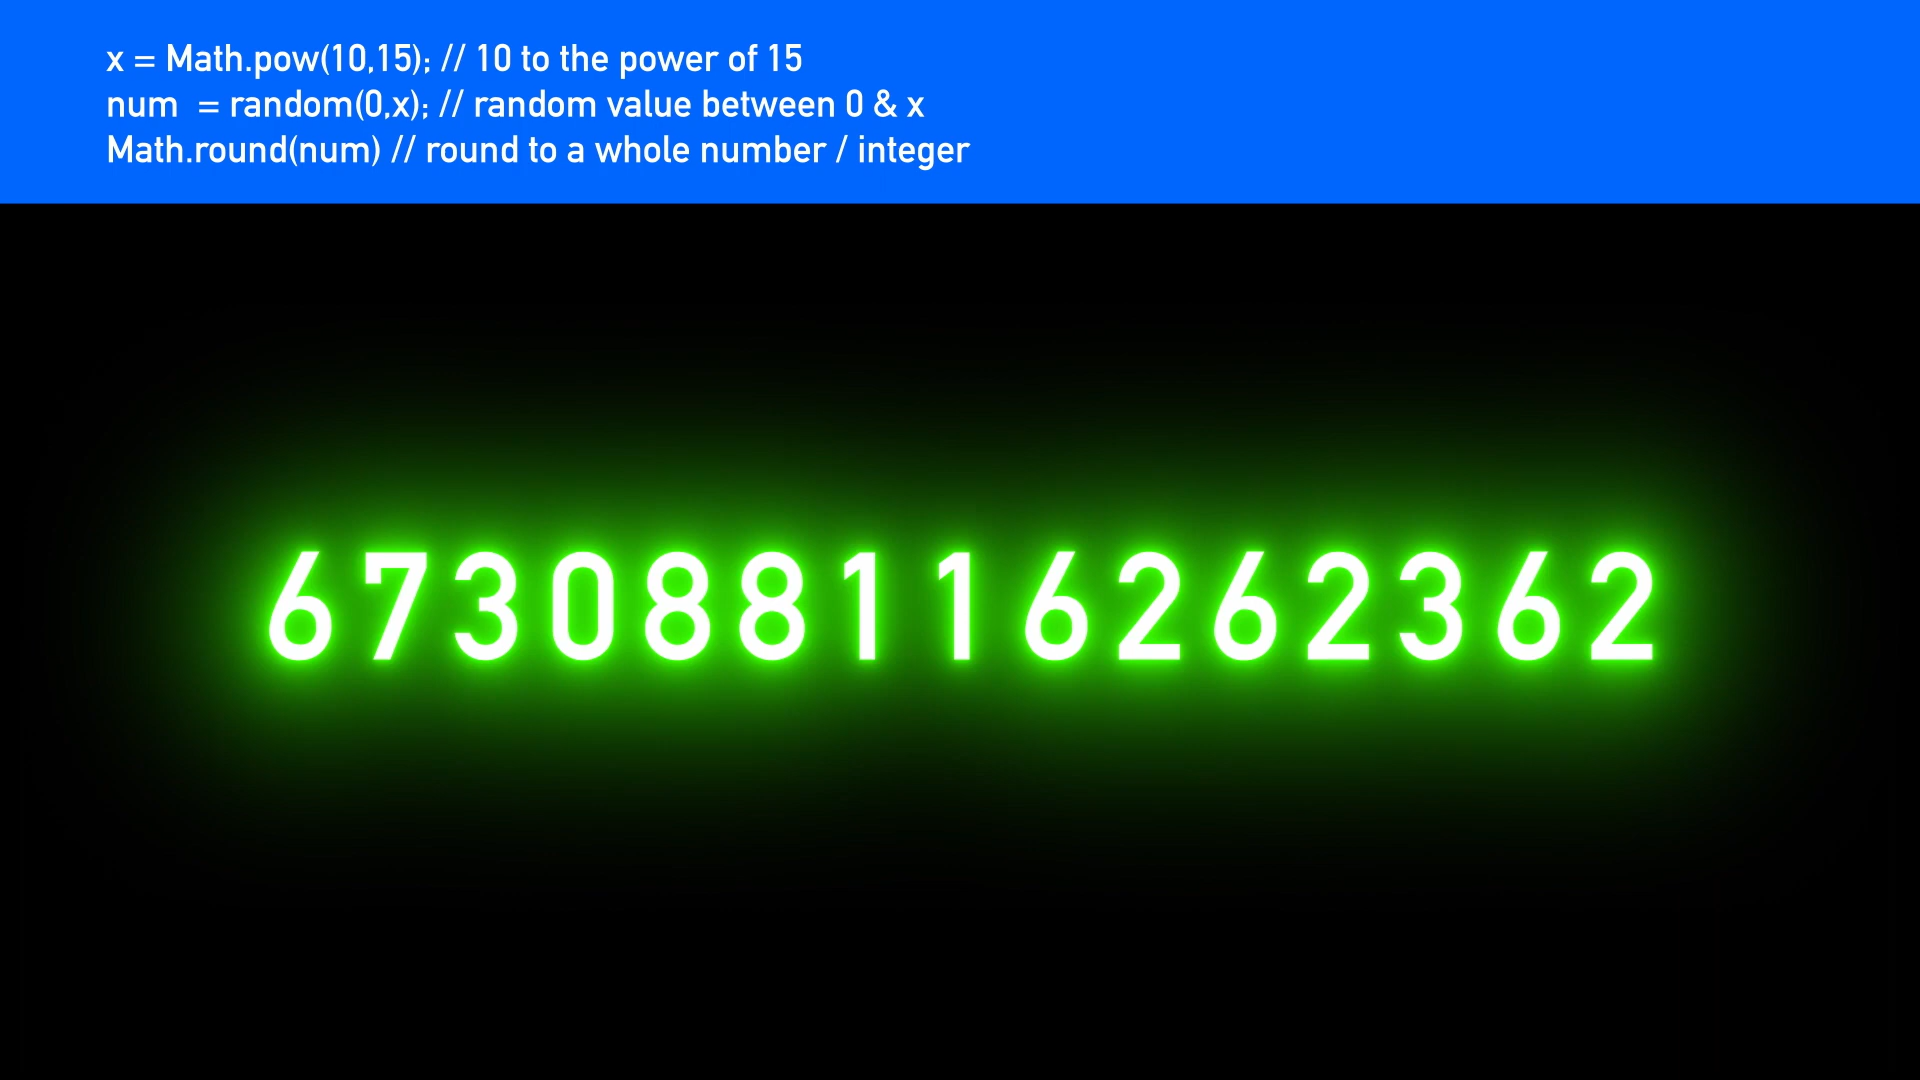 x = Math.pow(10,15); // 10 to the power of 15
num  = random(0,x); // random value between 0 & x
Math.round(num) // round to a whole number / integer
673088116262362